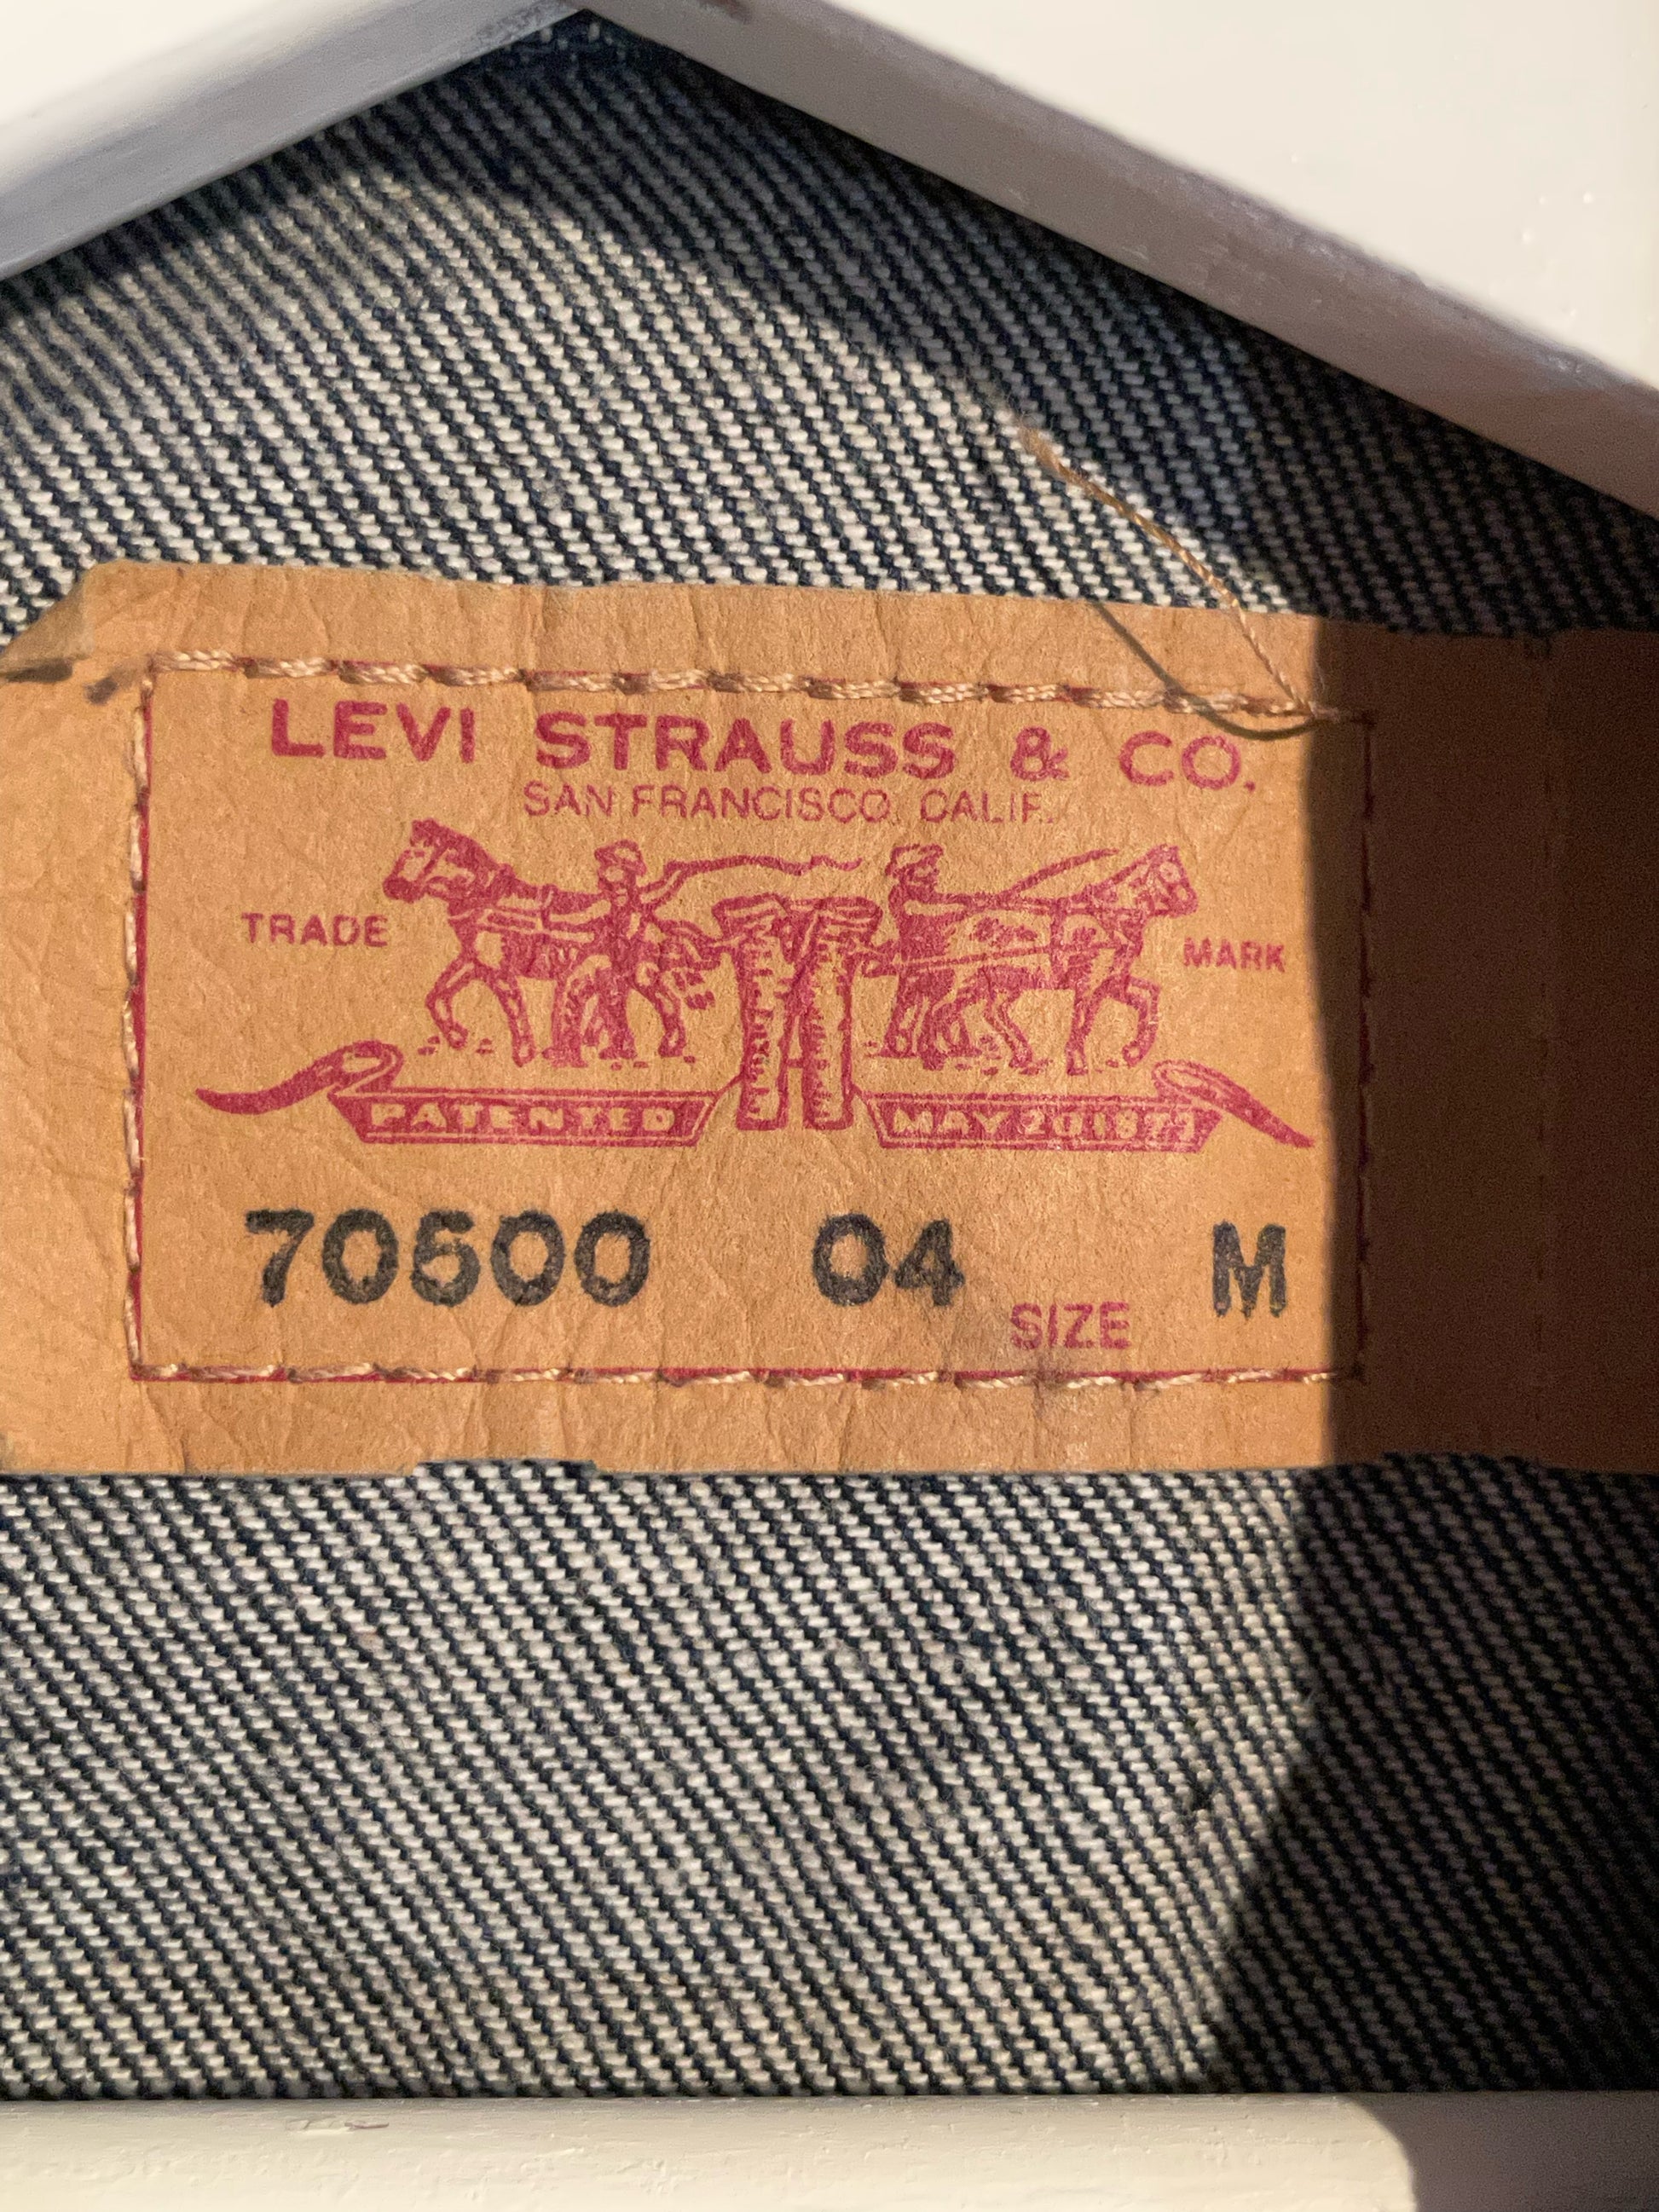 LEVI STRAUSS & CO.
SAN FRANCISCO, CALIF.
TRADE MARK
PATENTED MAY 20 1873
70500 04 M
SIZE